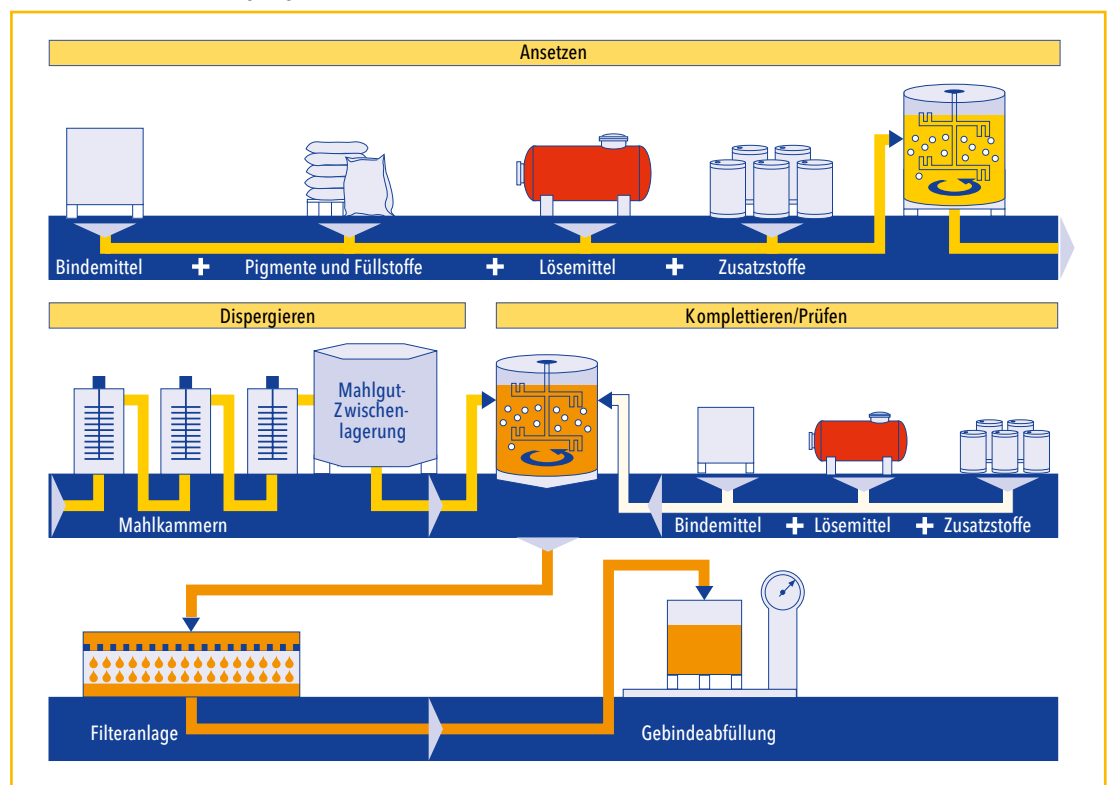 Ansetzen
Bindemittel + Pigmente und Füllstoffe + Lösemittel + Zusatzstoffe
Dispergieren
Komplettieren/Prüfen
Mahlgut-
Zwischen-
lagerung
Mahlkammern
Bindemittel + Lösemittel + Zusatzstoffe
Filteranlage
Gebindeabfüllung